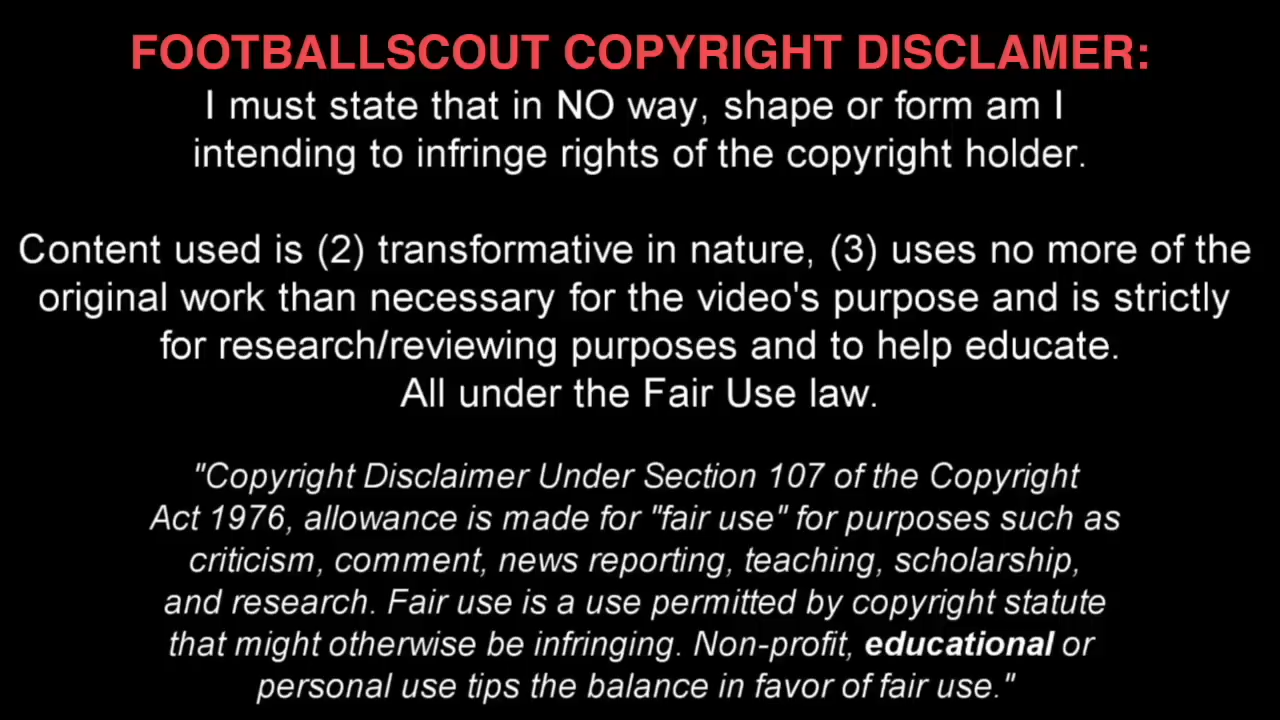 FOOTBALLSCOUT COPYRIGHT DISCLAMER:
I must state that in NO way, shape or form am I
intending to infringe rights of the copyright holder.
Content used is (2) transformative in nature, (3) uses no more of the
original work than necessary for the video's purpose and is strictly
for research/reviewing purposes and to help educate.
All under the Fair Use law.
"Copyright Disclaimer Under Section 107 of the Copyright
Act 1976, allowance is made for "fair use" for purposes such as
criticism, comment, news reporting, teaching, scholarship,
and research. Fair use is a use permitted by copyright statute
that might otherwise be infringing. Non-profit, educational or
personal use tips the balance in favor of fair use."